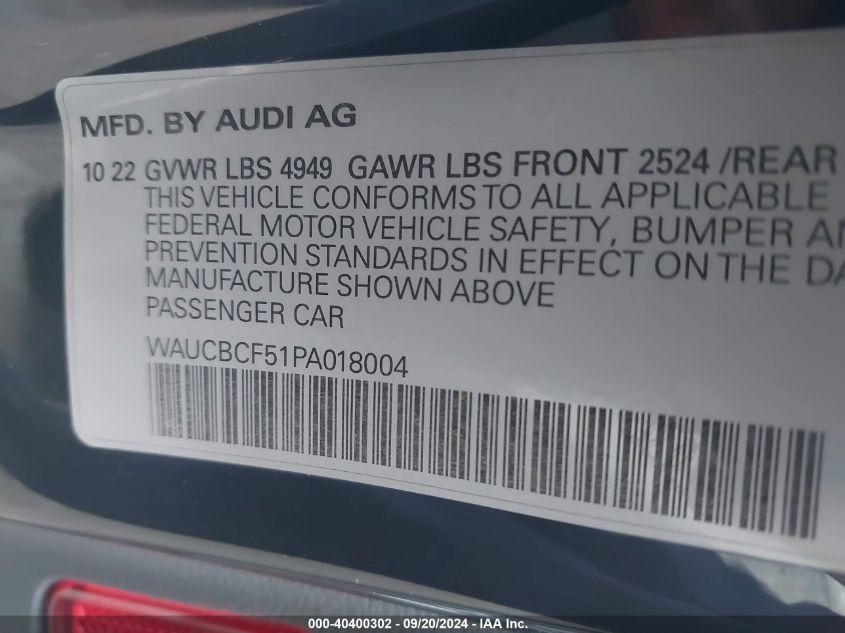 MFD. BY AUDI AG
10 22 GVWR LBS 4949 GAWR LBS FRONT 2524 /REAR
THIS VEHICLE CONFORMS TO ALL APPLICABLE
FEDERAL MOTOR VEHICLE SAFETY, BUMPER AN
PREVENTION STANDARDS IN EFFECT ON THE DA
MANUFACTURE SHOWN ABOVE
PASSENGER CAR
WAUCBCF51PA018004
000-40400302 - 09/20/2024 - IAA Inc.